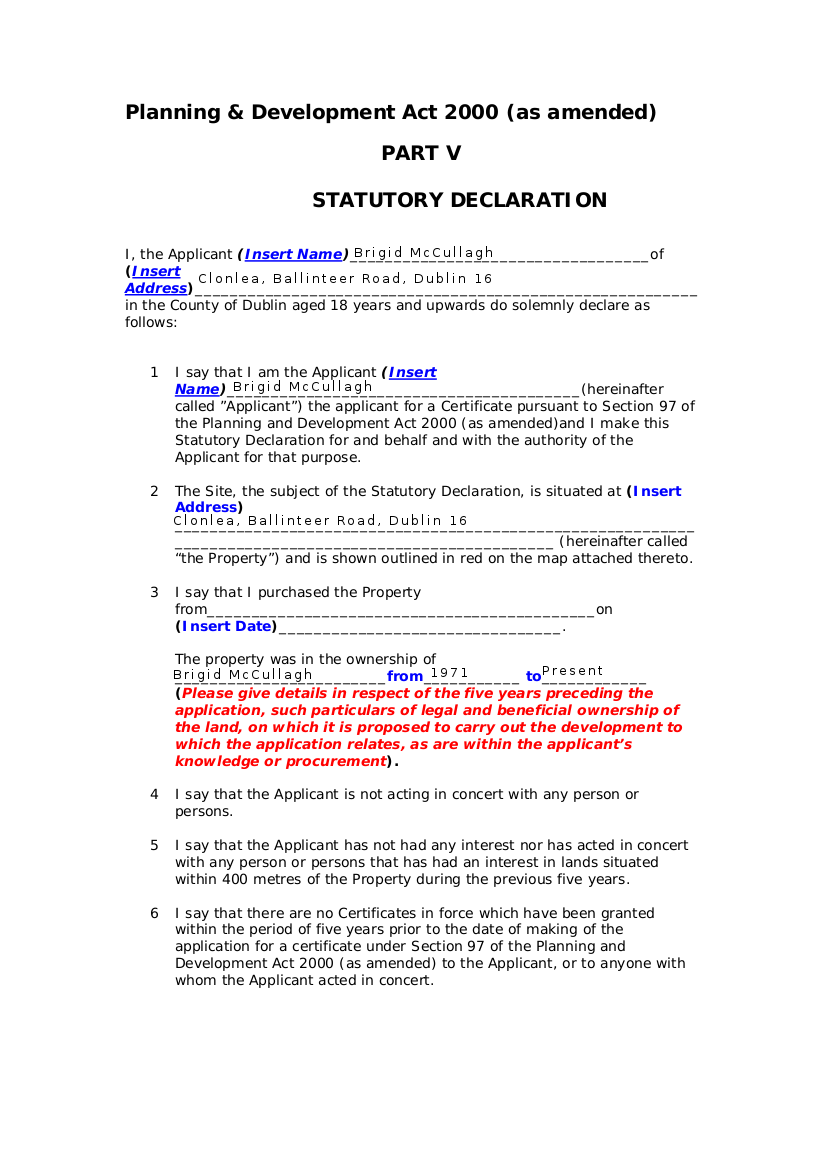 Planning & Development Act 2000 (as amended)
PART V
STATUTORY DECLARATION
I, the Applicant (Insert Name) Brigid McCullagh of
(Insert
Address) Clonlea, Ballinteer Road, Dublin 16
in the County of Dublin aged 18 years and upwards do solemnly declare as
follows:
1 I say that I am the Applicant (Insert
Name) Brigid McCullagh (hereinafter
called "Applicant") the applicant for a Certificate pursuant to Section 97 of
the Planning and Development Act 2000 (as amended)and I make this
Statutory Declaration for and behalf and with the authority of the
Applicant for that purpose.
2 The Site, the subject of the Statutory Declaration, is situated at (Insert
Address)
Clonlea, Ballinteer Road, Dublin 16
(hereinafter called
“the Property”) and is shown outlined in red on the map attached thereto.
3 I say that I purchased the Property
from on
(Insert Date) .
The property was in the ownership of
Brigid McCullagh from 1971 to Present
(Please give details in respect of the five years preceding the
application, such particulars of legal and beneficial ownership of
the land, on which it is proposed to carry out the development to
which the application relates, as are within the applicant’s
knowledge or procurement).
4 I say that the Applicant is not acting in concert with any person or
persons.
5 I say that the Applicant has not had any interest nor has acted in concert
with any person or persons that has had an interest in lands situated
within 400 metres of the Property during the previous five years.
6 I say that there are no Certificates in force which have been granted
within the period of five years prior to the date of making of the
application for a certificate under Section 97 of the Planning and
Development Act 2000 (as amended) to the Applicant, or to anyone with
whom the Applicant acted in concert.